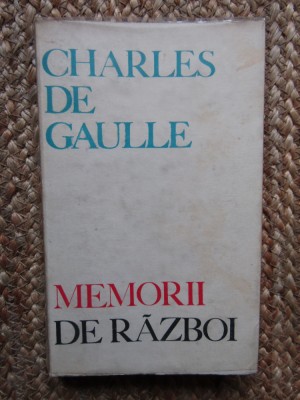 CHARLES
DE
GAULLE
MEMORII
DE RĂZBOI